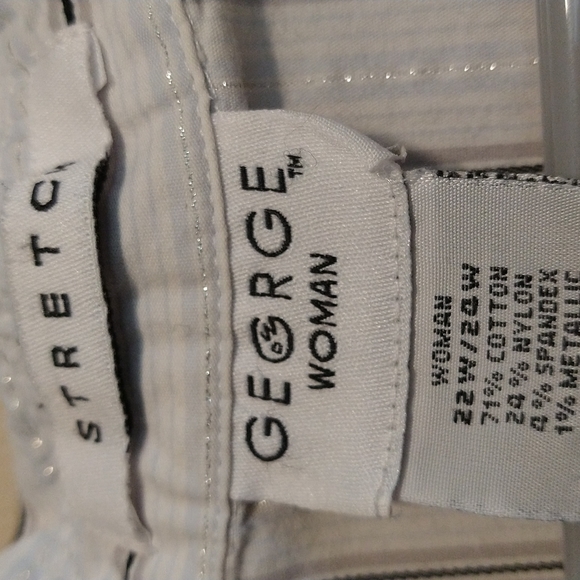 STRETCH
GEORGE™
WOMAN
WOMAN
22W/24W
71% COTTON
24% NYLON
4% SPANDEX
1% METALLIC